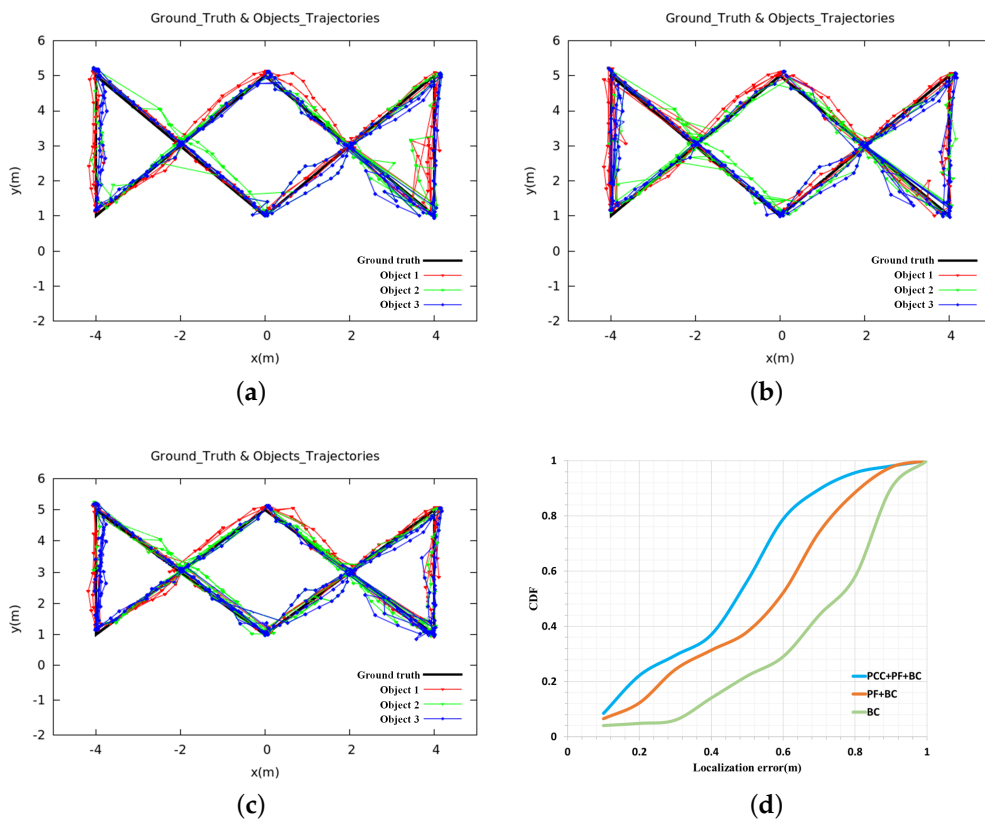 Ground_Truth & Objects_Trajectories
6
5
4
3
2
1
0
-1
-2
y(m)
-4
-2
0
2
4
x(m)
Ground truth
Object 1
Object 2
Object 3
(a)
Ground_Truth & Objects_Trajectories
6
5
4
3
2
1
0
-1
-2
y(m)
-4
-2
0
2
4
x(m)
Ground truth
Object 1
Object 2
Object 3
(b)
Ground_Truth & Objects_Trajectories
6
5
4
3
2
1
0
-1
-2
y(m)
-4
-2
0
2
4
x(m)
Ground truth
Object 1
Object 2
Object 3
(c)
1
0.8
0.6
0.4
0.2
0
CDF
0
0.2
0.4
0.6
0.8
1
Localization error(m)
PCC+PF+BC
PF+BC
BC
(d)